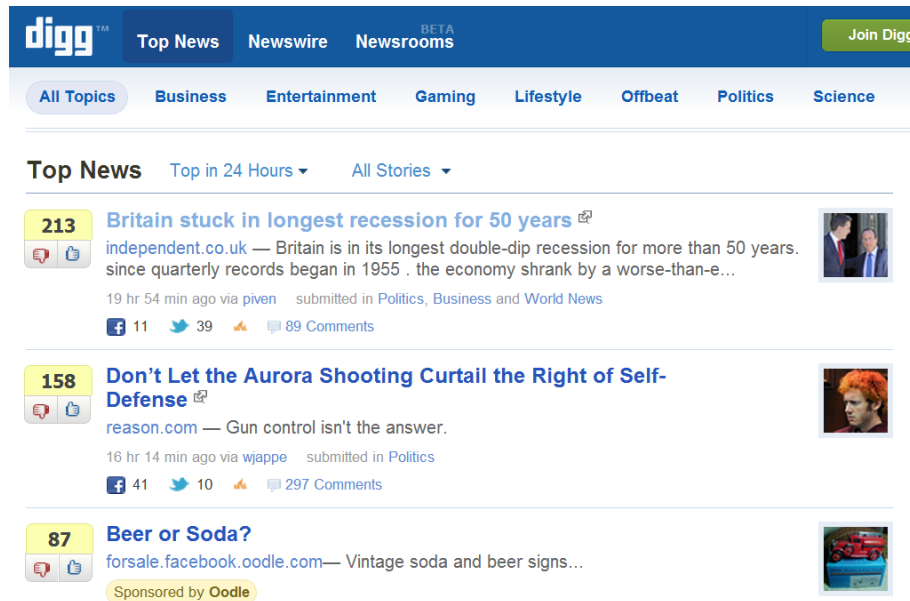 digg™ Top News Newswire Newsrooms BETA Join Digg
All Topics Business Entertainment Gaming Lifestyle Offbeat Politics Science
Top News Top in 24 Hours All Stories
213
Britain stuck in longest recession for 50 years
independent.co.uk — Britain is in its longest double-dip recession for more than 50 years.
since quarterly records began in 1955 . the economy shrank by a worse-than-e...
19 hr 54 min ago via piven submitted in Politics, Business and World News
11 39 89 Comments
158
Don’t Let the Aurora Shooting Curtail the Right of Self-
Defense
reason.com — Gun control isn't the answer.
16 hr 14 min ago via wjappe submitted in Politics
41 10 297 Comments
87
Beer or Soda?
forsale.facebook.oodle.com— Vintage soda and beer signs...
Sponsored by Oodle